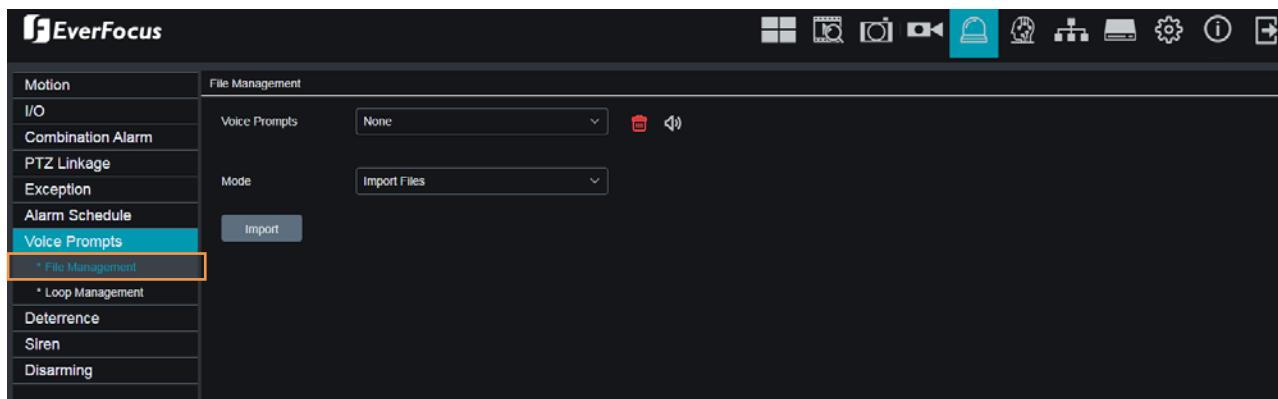 EverFocus
Motion
I/O
Combination Alarm
PTZ Linkage
Exception
Alarm Schedule
Voice Prompts
* File Management
* Loop Management
Deterrence
Siren
Disarming
File Management
Voice Prompts None
Mode Import Files
Import